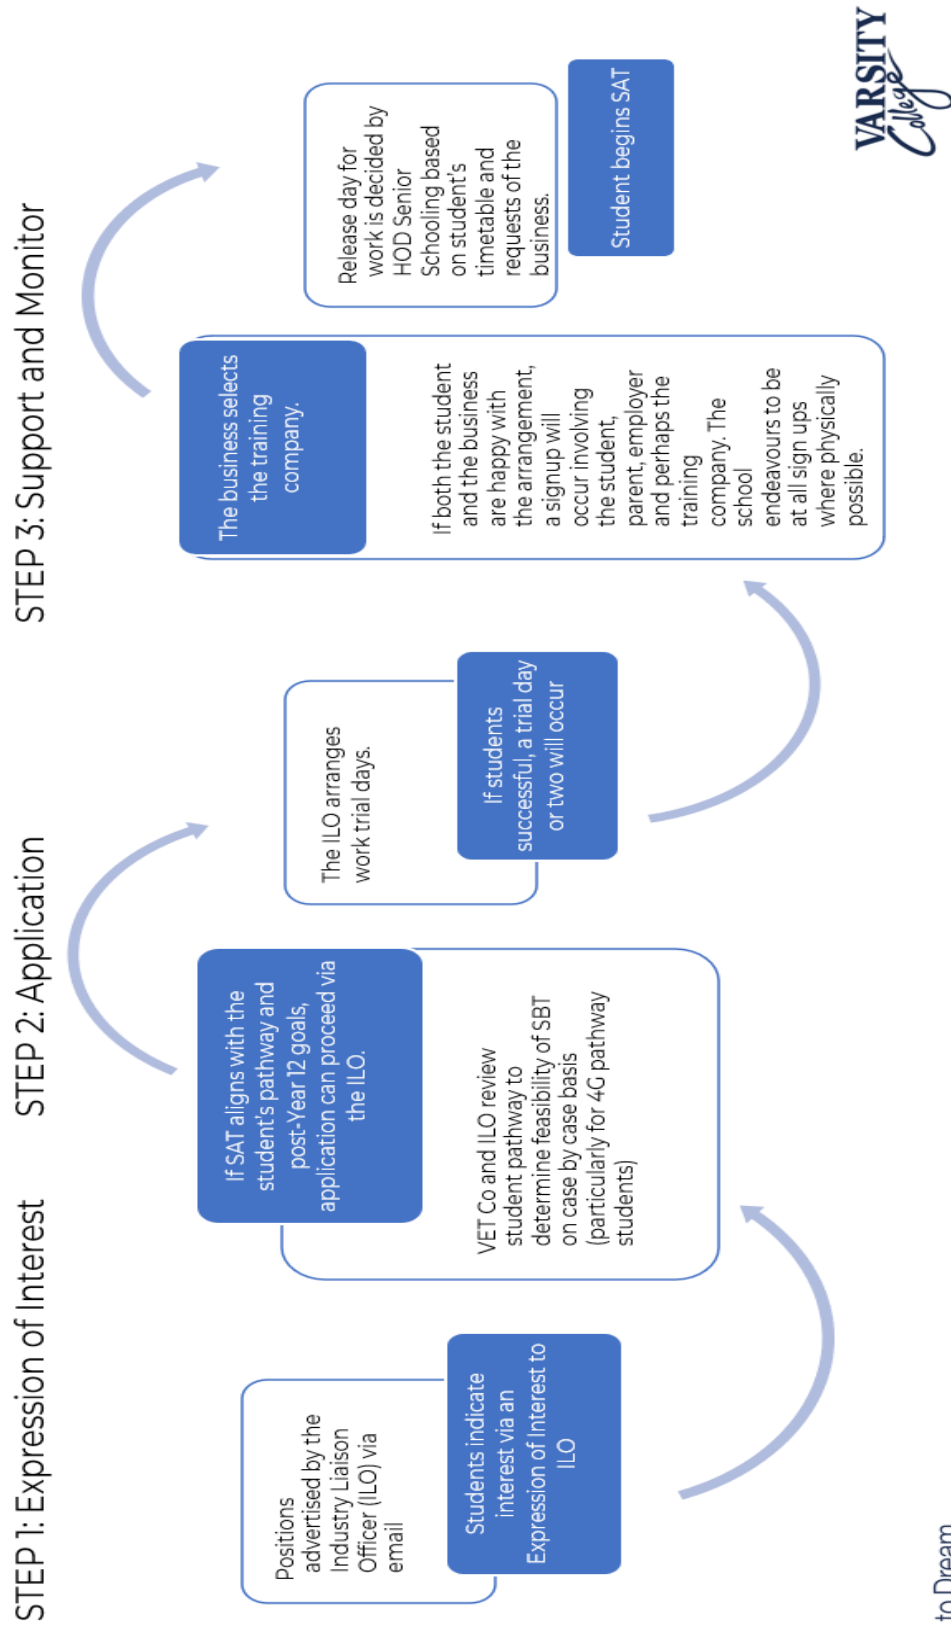 STEP 1: Expression of Interest
STEP 2: Application
STEP 3: Support and Monitor
Positions
advertised by the
Industry Liaison
Officer (ILO) via
email
Students indicate
interest via an
Expression of Interest to
ILO
If SAT aligns with the
student's pathway and
post-Year 12 goals,
application can proceed via
the ILO.
VET Co and ILO review
student pathway to
determine feasibility of SBT
on case by case basis
(particularly for 4G pathway
students)
The ILO arranges
work trial days.
If students
successful, a trial day
or two will occur
The business selects
the training
company.
If both the student
and the business
are happy with
the arrangement,
a signup will
occur involving
the student,
parent, employer
and perhaps the
training
company. The
school
endeavours to be
at all sign ups
where physically
possible.
Release day for
work is decided by
HOD Senior
Schooling based
on student's
timetable and
requests of the
business.
Student begins SAT
to Dream
VARSITY
College